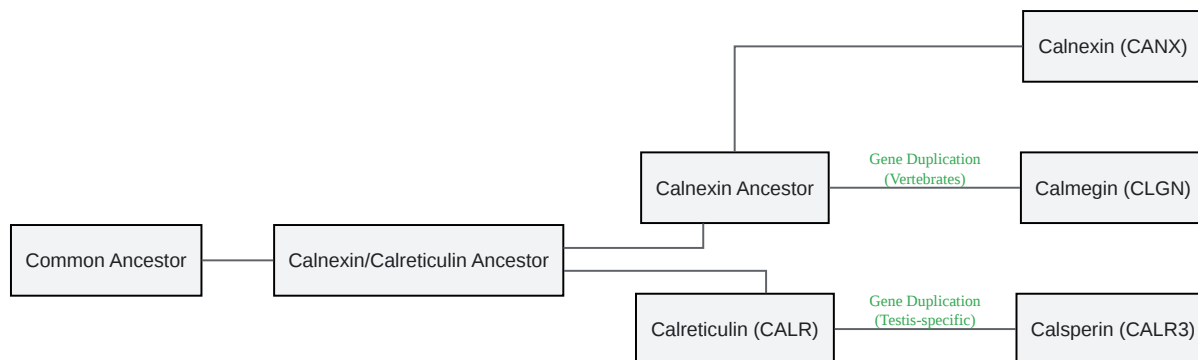 Calnexin (CANX)
Gene Duplication
(Vertebrates)
Calnexin Ancestor
Calmegin (CLGN)
Common Ancestor
Calnexin/Calreticulin Ancestor
Gene Duplication
(Testis-specific)
Calreticulin (CALR)
Calsperin (CALR3)